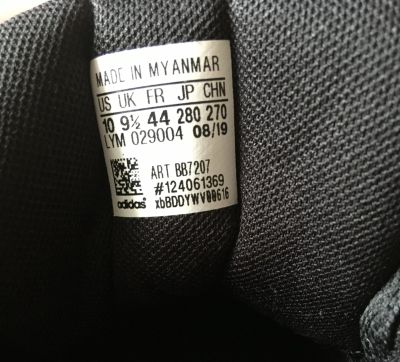 MADE IN MYANMAR
US UK FR JP CHN
10 9½ 44 280 270
LYM 029004 08/19
ART BB7207
#124061369
adidas xbBDDYWV00616